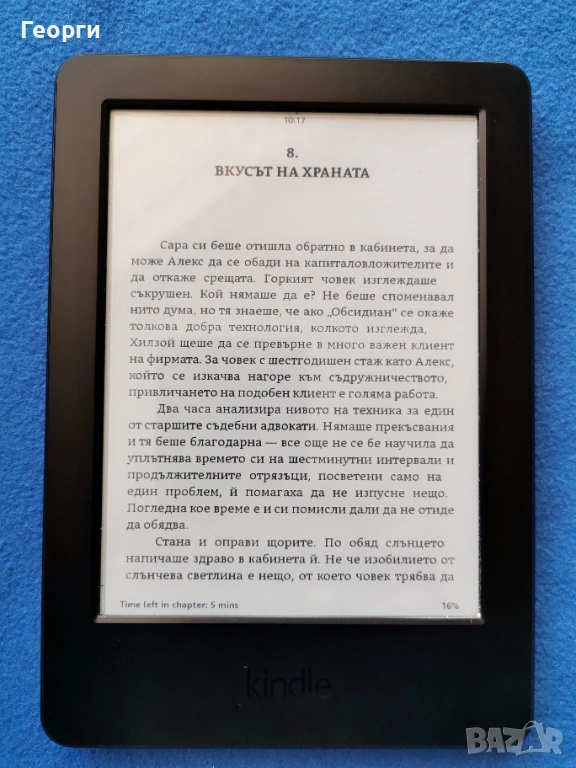 Георги
10:17
8.
ВКУСЪТ НА ХРАНАТА
Сара си беше отишла обратно в кабинета, за да
може Алекс да се обади на капиталовложителите и
да откаже срещата. Горкият човек изглеждаше
съкрушен. Кой нямаше да е? Не беше споменавал
нито дума, но тя знаеше, че ако „Обсидиан“ се окаже
толкова добра технология, колкото изглежда,
Хилзой щеше да се превърне в много важен клиент
на фирмата. За човек с шестгодишен стаж като Алекс,
който се изкачва нагоре към съдружничеството,
привличането на подобен клиент е голяма работа.
Два часа анализира нивото на техника за един
от старшите съдебни адвокати. Нямаше прекъсвания
и тя беше благодарна — все още не се бе научила да
уплътнява времето си на шестминутни интервали и
продължителните отрязъци, посветени само на
един проблем, ѝ помагаха да не изпусне нещо.
Погледна кое време е и си помисли дали да не отиде
да обядва.
Стана и оправи щорите. По обяд слънцето
напичаше здраво в кабинета ѝ. Не че изобилието от
слънчева светлина е нещо, от което човек трябва да
Time left in chapter: 5 mins 16%
kindle
BAZAR